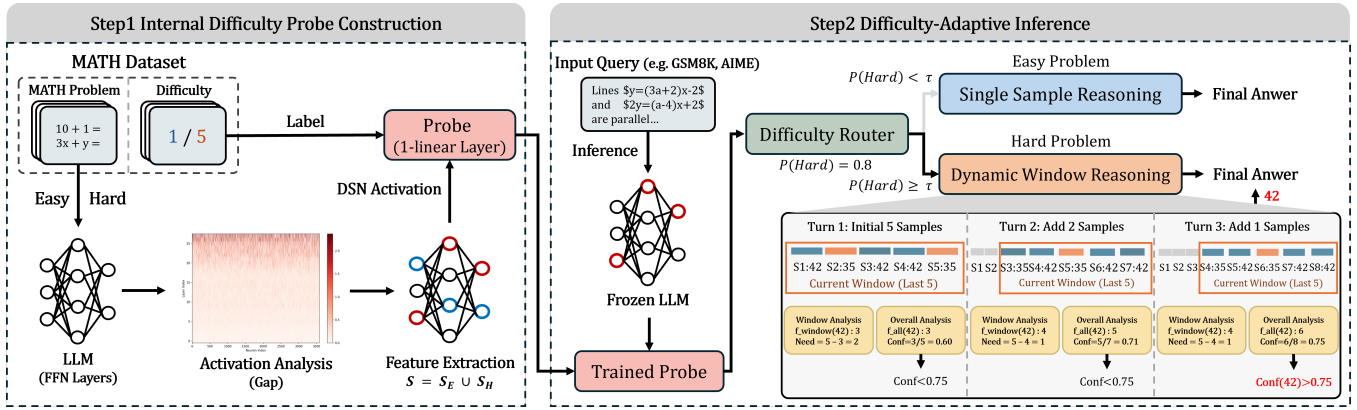 Step1 Internal Difficulty Probe Construction
MATH Dataset
MATH Problem
10 + 1 =
3x + y =
Difficulty
1 / 5
Label
Probe
(1-linear Layer)
Easy
Hard
DSN Activation
LLM
(FFN Layers)
Layer Index
Neuron Index
Activation Analysis
(Gap)
Feature Extraction
S = S_E ∪ S_H
Step2 Difficulty-Adaptive Inference
Input Query (e.g. GSM8K, AIME)
Lines $y=(3a+2)x-2$
and $2y=(a-4)x+2$
are parallel...
Inference
Frozen LLM
Trained Probe
Difficulty Router
P(Hard) = 0.8
P(Hard) < τ
P(Hard) ≥ τ
Easy Problem
Single Sample Reasoning
Final Anwer
Hard Problem
Dynamic Window Reasoning
Final Anwer
42
Turn 1: Initial 5 Samples
S1:42 S2:35 S3:42 S4:42 S5:35
Current Window (Last 5)
Window Analysis
f_window(42) : 3
Need = 5 – 3 = 2
Overall Analysis
f_all(42) : 3
Conf=3/5 = 0.60
Conf<0.75
Turn 2: Add 2 Samples
S1 S2 S3:35 S4:42 S5:35 S6:42 S7:42
Current Window (Last 5)
Window Analysis
f_window(42) : 4
Need = 5 – 4 = 1
Overall Analysis
f_all(42) : 5
Conf=5/7 = 0.71
Conf<0.75
Turn 3: Add 1 Samples
S1 S2 S3 S4:35 S5:42 S6:35 S7:42 S8:42
Current Window (Last 5)
Window Analysis
f_window(42) : 4
Need = 5 – 4 = 1
Overall Analysis
f_all(42) : 6
Conf=6/8 = 0.75
Conf(42)>0.75